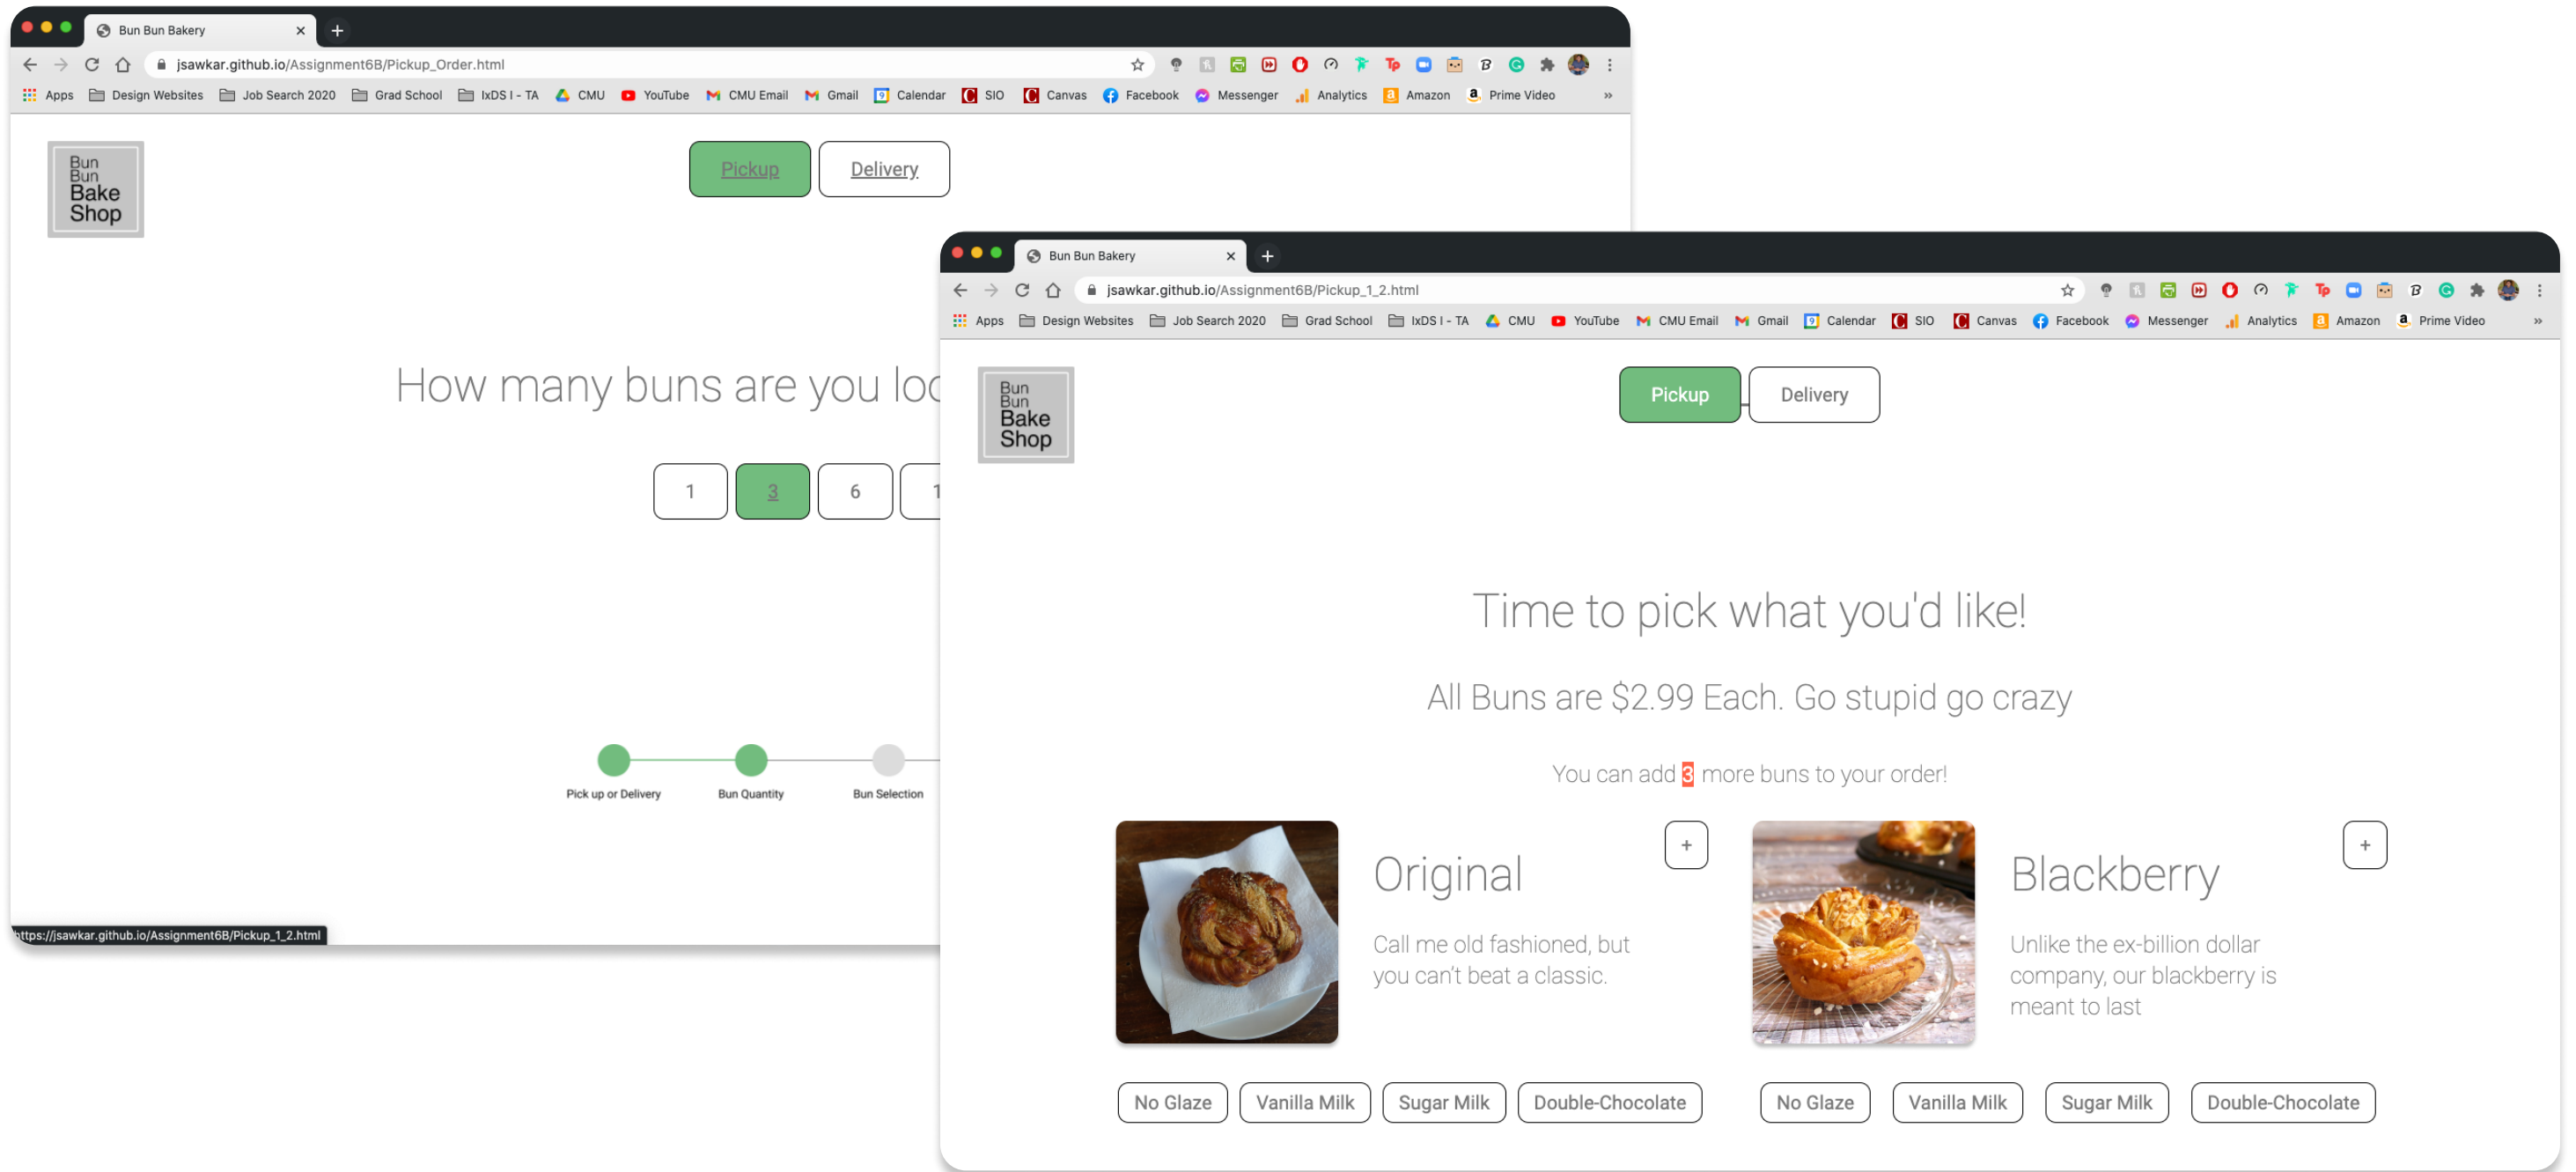 Bun Bun Bakery
jsawkar.github.io/Assignment6B/Pickup_Order.html
Apps Design Websites Job Search 2020 Grad School IxDS I - TA CMU YouTube CMU Email Gmail Calendar SIO Canvas Facebook Messenger Analytics Amazon Prime Video »
Bun
Bun
Bake
Shop
Pickup Delivery
How many buns are you loo
1 3 6 1
Pick up or Delivery Bun Quantity Bun Selection
https://jsawkar.github.io/Assignment6B/Pickup_1_2.html
Bun Bun Bakery
jsawkar.github.io/Assignment6B/Pickup_1_2.html
Apps Design Websites Job Search 2020 Grad School IxDS I - TA CMU YouTube CMU Email Gmail Calendar SIO Canvas Facebook Messenger Analytics Amazon Prime Video »
Bun
Bun
Bake
Shop
Pickup Delivery
Time to pick what you'd like!
All Buns are $2.99 Each. Go stupid go crazy
You can add 3 more buns to your order!
Original
+
Call me old fashioned, but
you can’t beat a classic.
No Glaze Vanilla Milk Sugar Milk Double-Chocolate
Blackberry
+
Unlike the ex-billion dollar
company, our blackberry is
meant to last
No Glaze Vanilla Milk Sugar Milk Double-Chocolate